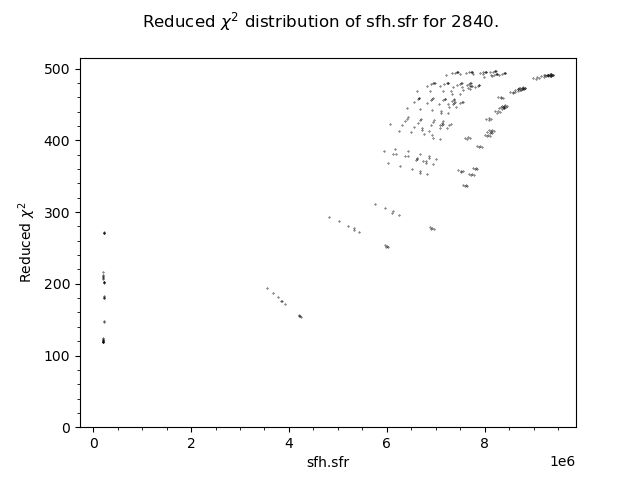 Reduced χ² distribution of sfh.sfr for 2840.
500
400
300
200
100
0
Reduced χ²
0 2 4 6 8
1e6
sfh.sfr